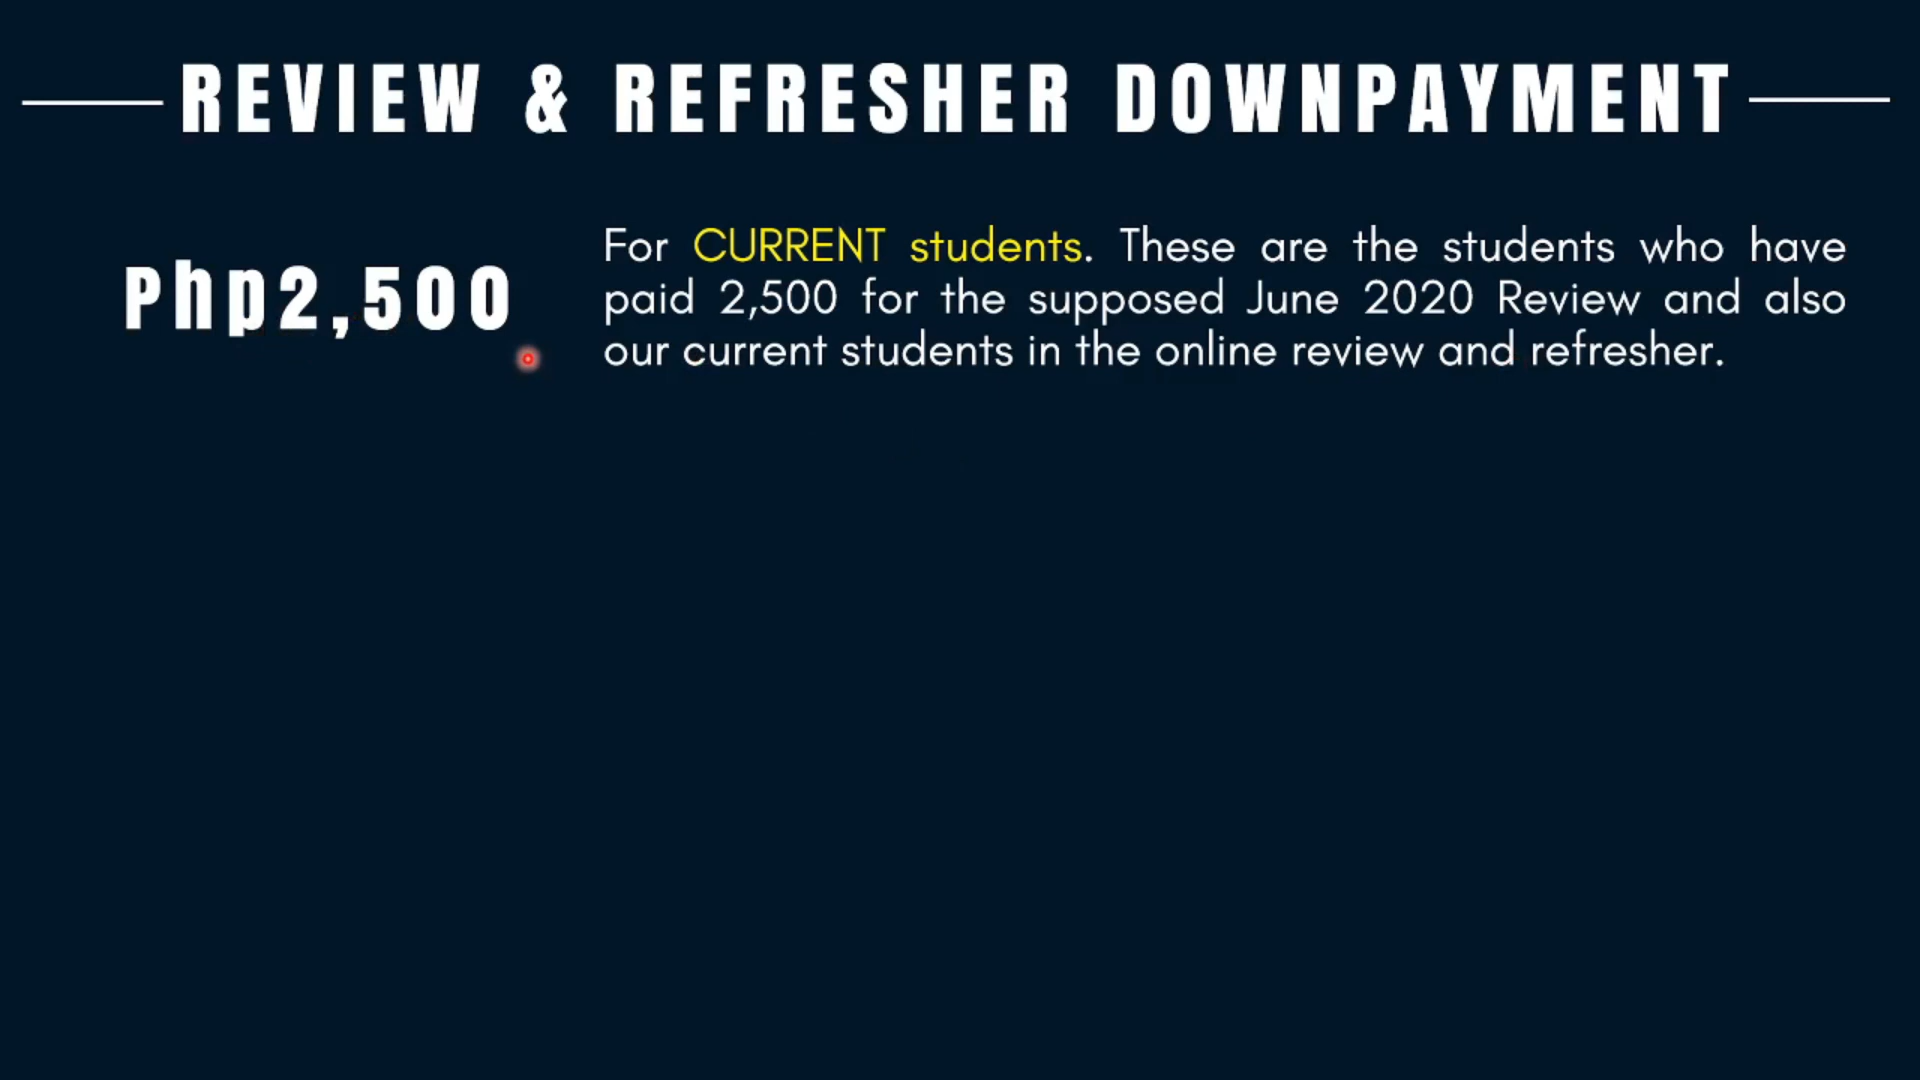 REVIEW & REFRESHER DOWNPAYMENT
Php2,500
For CURRENT students. These are the students who have
paid 2,500 for the supposed June 2020 Review and also
our current students in the online review and refresher.